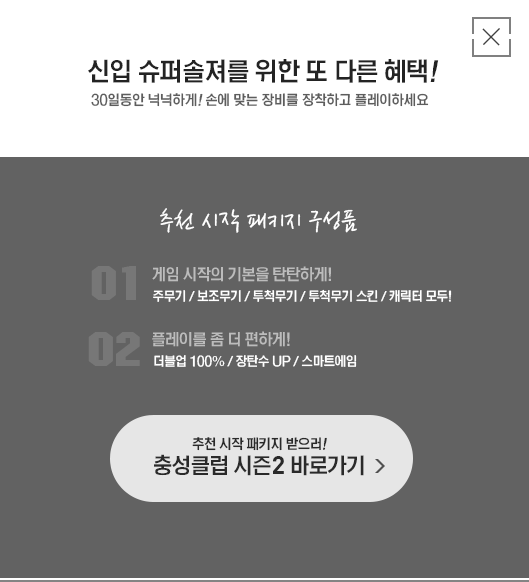 신입 슈퍼솔져를 위한 또 다른 혜택!
30일동안 넉넉하게! 손에 맞는 장비를 장착하고 플레이하세요
추천 시작 패키지 구성품
01 게임 시작의 기본을 탄탄하게!
주무기 / 보조무기 / 투척무기 / 투척무기 스킨 / 캐릭터 모두!
02 플레이를 좀 더 편하게!
더블업 100% / 장탄수 UP / 스마트에임
추천 시작 패키지 받으러!
충성클럽 시즌2 바로가기 >